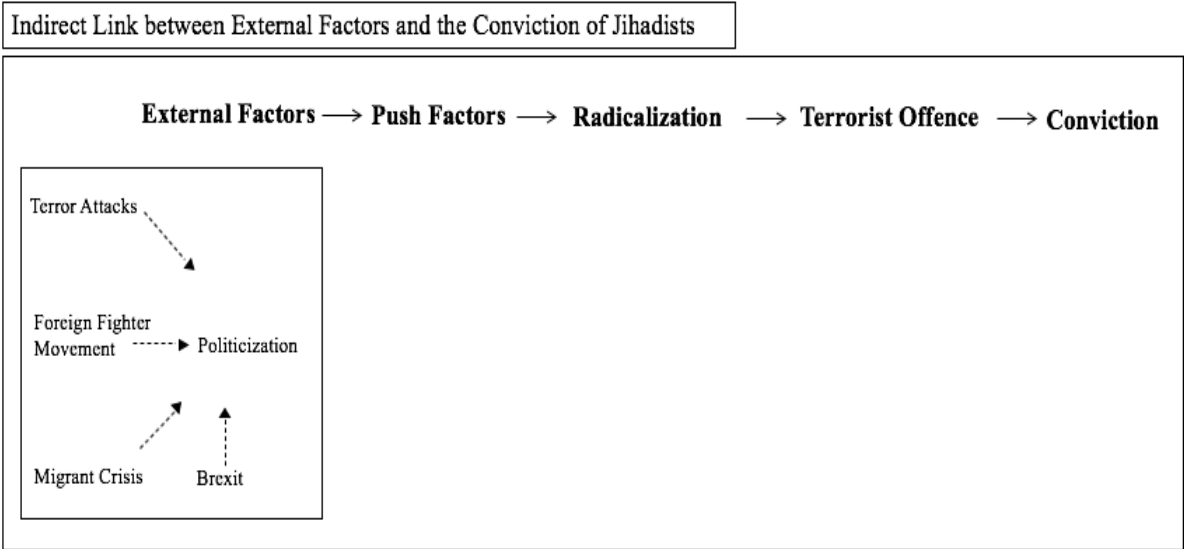 Indirect Link between External Factors and the Conviction of Jihadists
External Factors → Push Factors → Radicalization → Terrorist Offence → Conviction
Terror Attacks
Foreign Fighter
Movement
Politicization
Migrant Crisis
Brexit